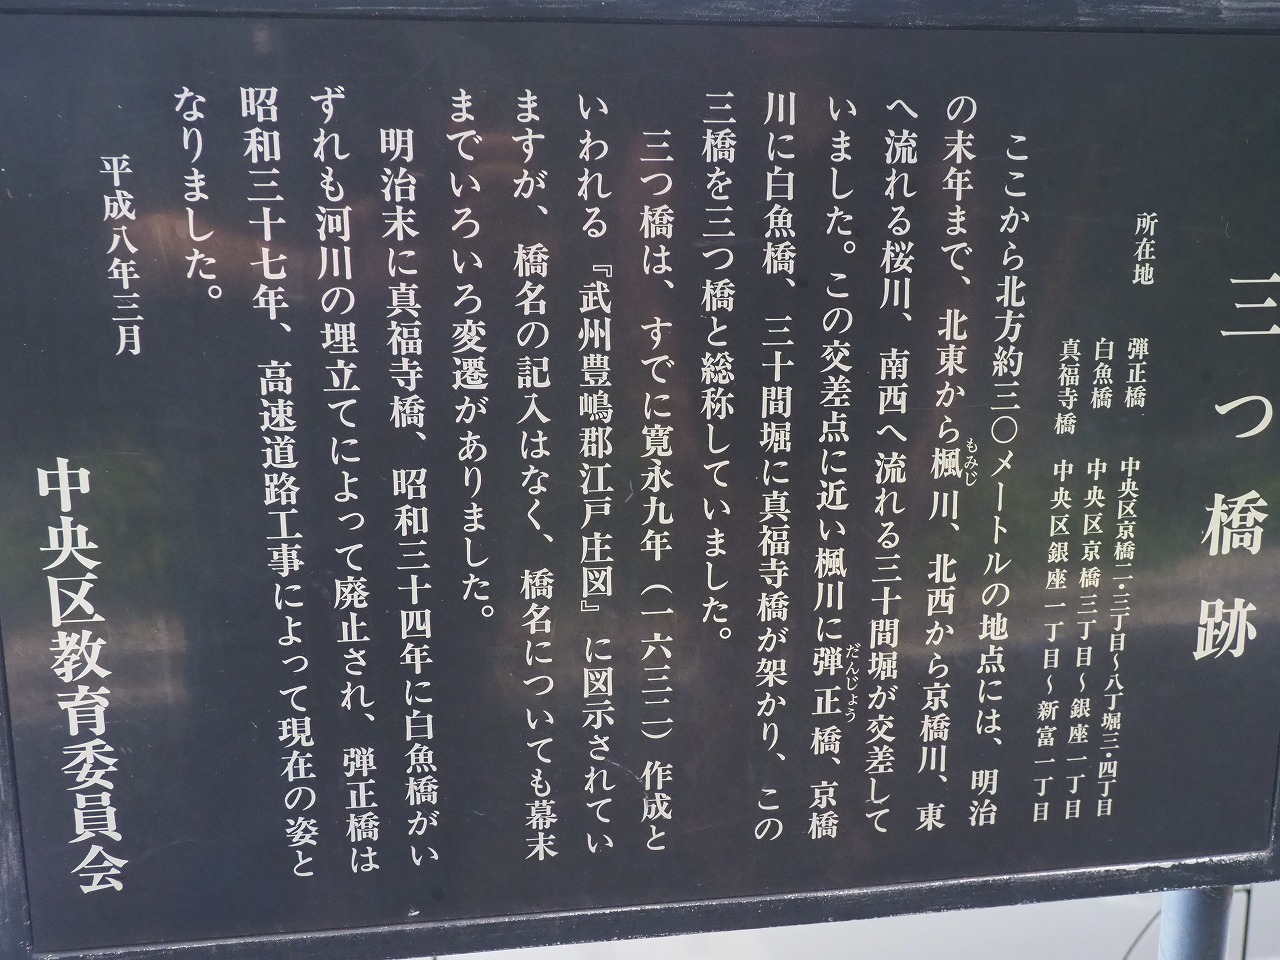 三つ橋跡
所在地 弾正橋 中央区京橋二・三丁目～八丁堀三・四丁目
白魚橋 中央区京橋三丁目～銀座一丁目
真福寺橋 中央区銀座一丁目～新富一丁目
ここから北方約三〇メートルの地点には、明治
の末年まで、北東から楓川、北西から京橋川、東
もみじ
へ流れる桜川、南西へ流れる三十間堀が交差して
いました。この交差点に近い楓川に弾正橋、京橋
だんじょう
川に白魚橋、三十間堀に真福寺橋が架かり、この
三橋を三つ橋と総称していました。
三つ橋は、すでに寛永九年（一六三二）作成と
いわれる『武州豊嶋郡江戸庄図』に図示されてい
ますが、橋名の記入はなく、橋名についても幕末
までいろいろ変遷がありました。
明治末に真福寺橋、昭和三十四年に白魚橋がい
ずれも河川の埋立てによって廃止され、弾正橋は
昭和三十七年、高速道路工事によって現在の姿と
なりました。
平成八年三月
中央区教育委員会